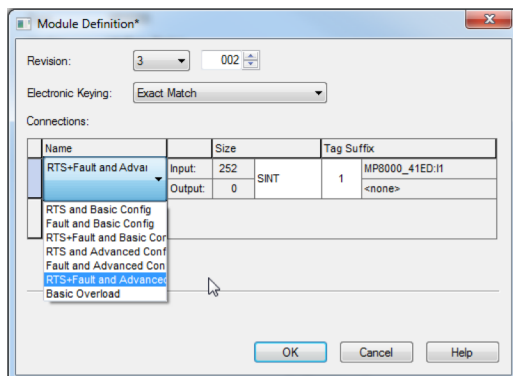 Module Definition*
Revision: 3 002
Electronic Keying: Exact Match
Connections:
Name Size Tag Suffix
RTS+Fault and Advar Input: 252 SINT 1 MP8000_41ED:I1
Output: 0 <none>
RTS and Basic Config
Fault and Basic Config
RTS+Fault and Basic Con
RTS and Advanced Conf
Fault and Advanced Con
RTS+Fault and Advanced
Basic Overload
OK Cancel Help